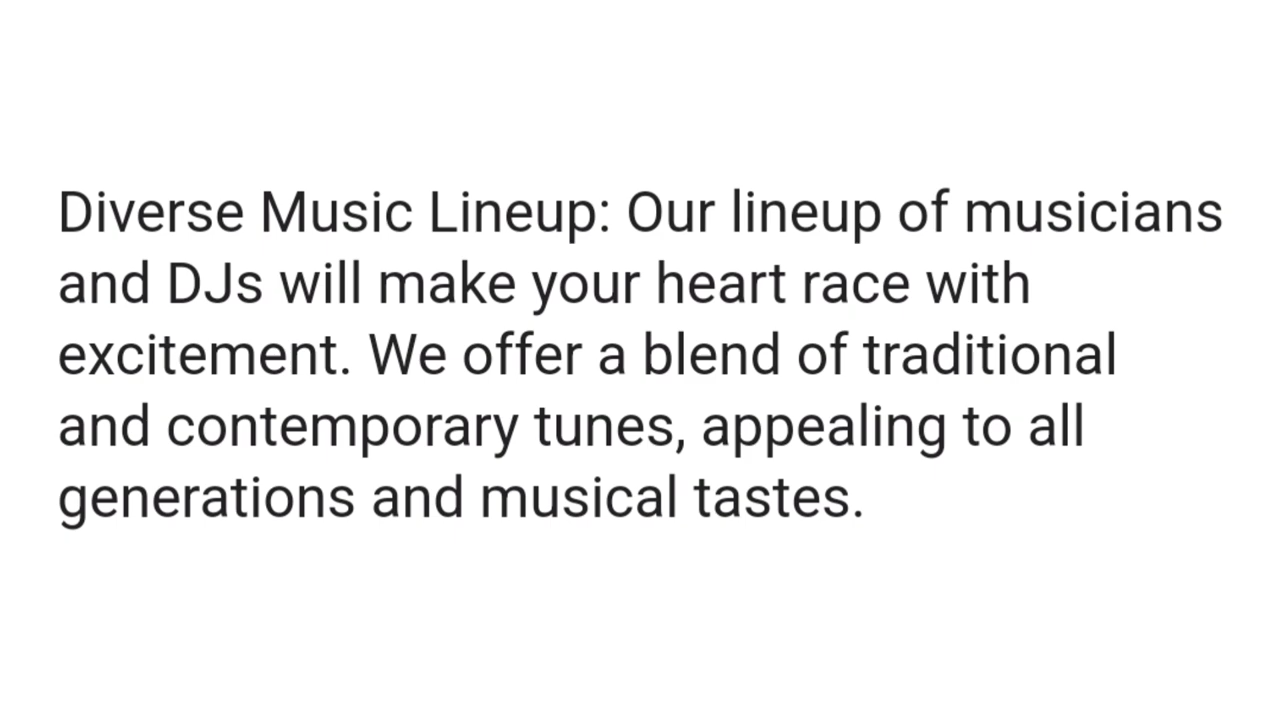 Diverse Music Lineup: Our lineup of musicians
and DJs will make your heart race with
excitement. We offer a blend of traditional
and contemporary tunes, appealing to all
generations and musical tastes.